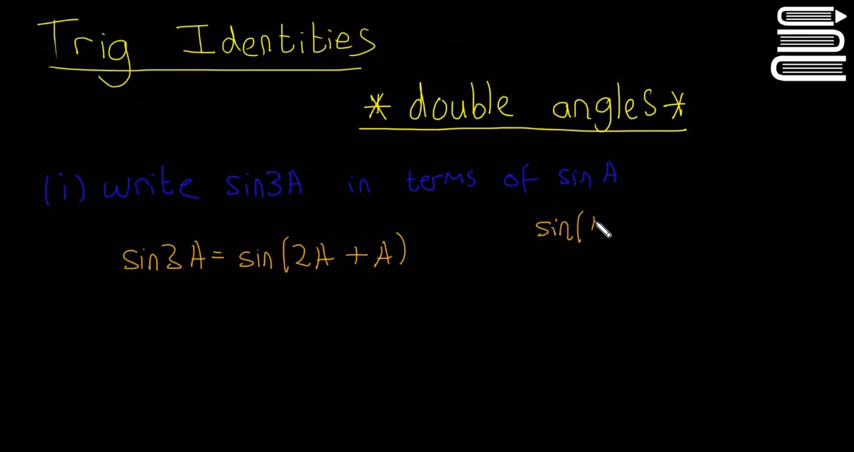 Trig Identities
* double angles *
(i) write sin3A in terms of sin A
sin(
sin3A = sin(2A + A)